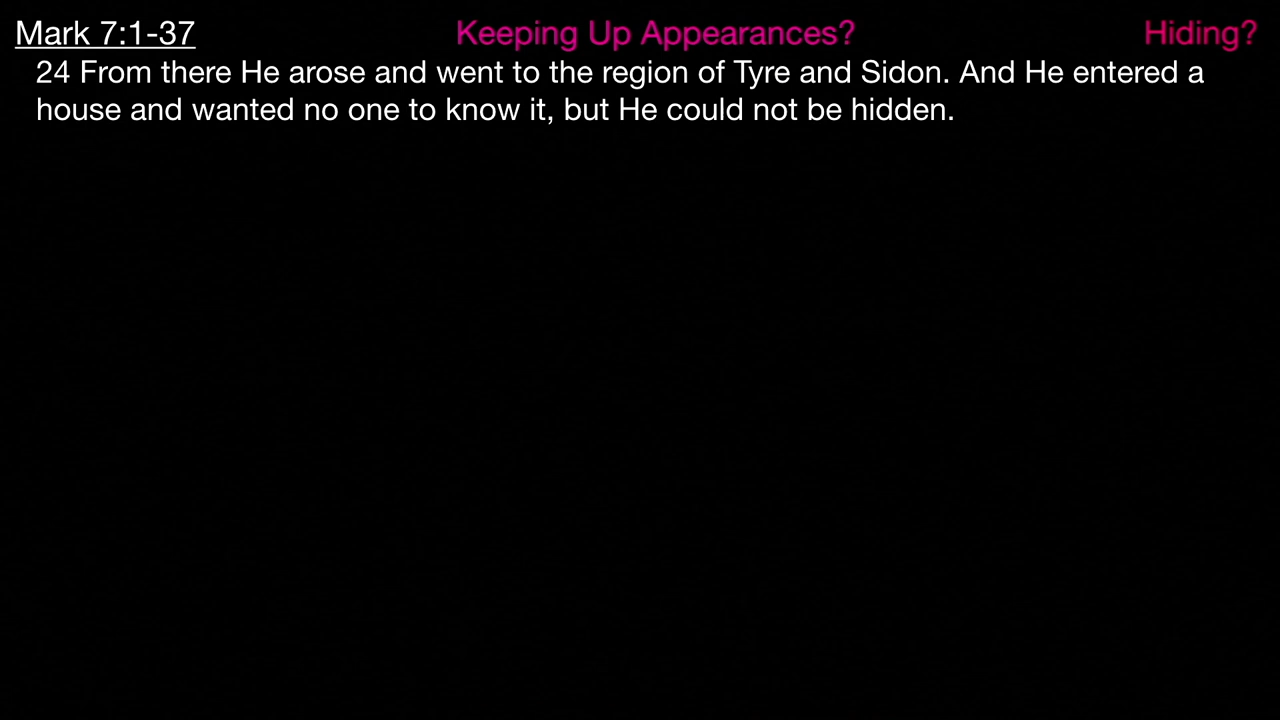 Mark 7:1-37 Keeping Up Appearances? Hiding?
24 From there He arose and went to the region of Tyre and Sidon. And He entered a
house and wanted no one to know it, but He could not be hidden.